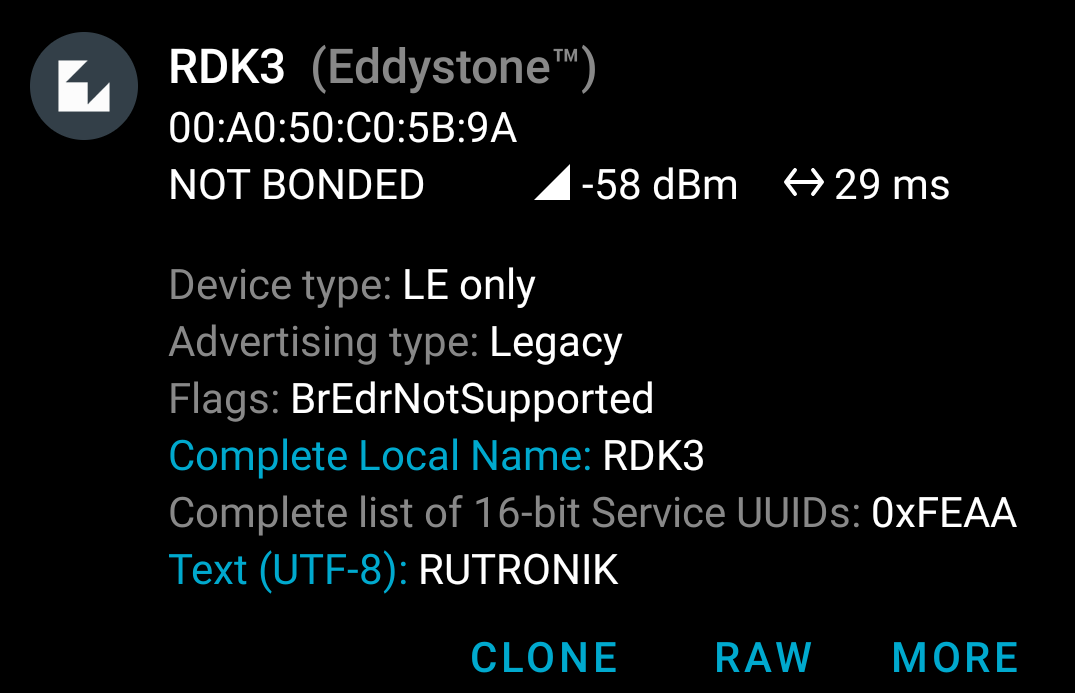 RDK3 (Eddystone™)
00:A0:50:C0:5B:9A
NOT BONDED -58 dBm 29 ms
Device type: LE only
Advertising type: Legacy
Flags: BrEdrNotSupported
Complete Local Name: RDK3
Complete list of 16-bit Service UUIDs: 0xFEAA
Text (UTF-8): RUTRONIK
CLONE RAW MORE